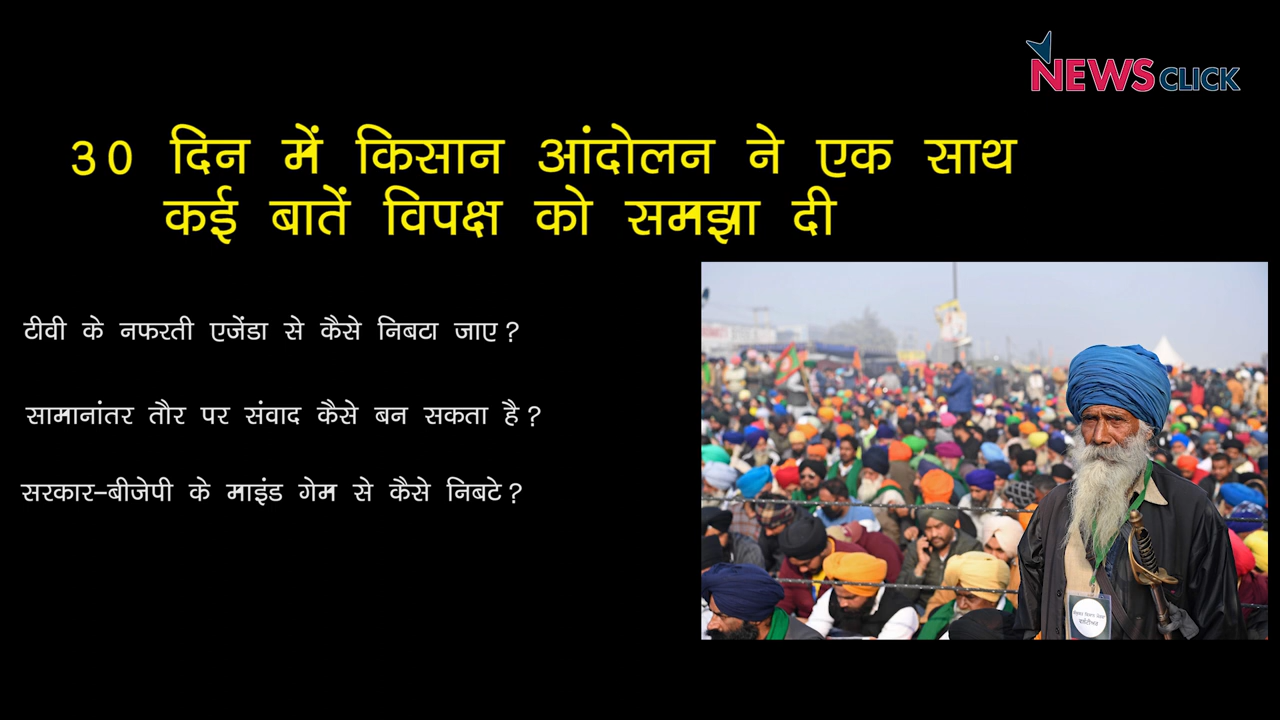 NEWSCLICK
30 दिन में किसान आंदोलन ने एक साथ
कई बातें विपक्ष को समझा दी
टीवी के नफरती एजेंडा से कैसे निबटा जाए?
सामानांतर तौर पर संवाद कैसे बन सकता है?
सरकार-बीजेपी के माइंड गेम से कैसे निबटे?